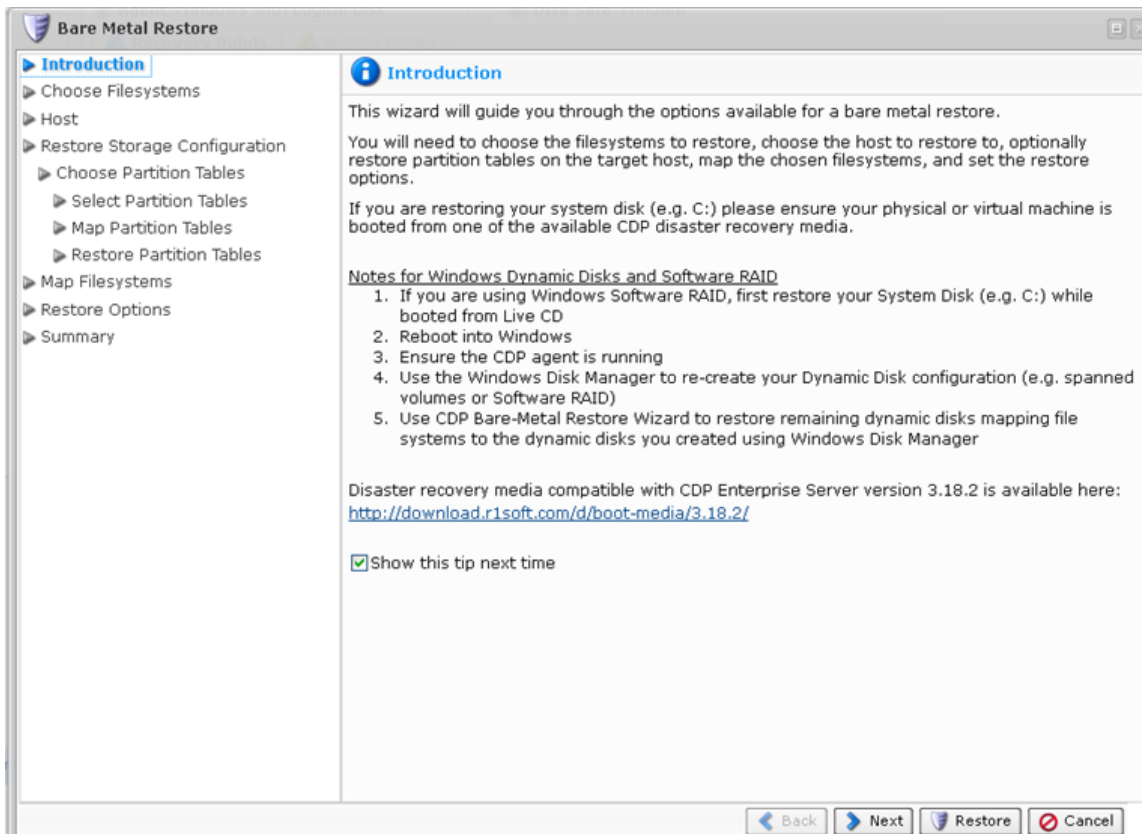 Bare Metal Restore
Introduction
Choose Filesystems
Host
Restore Storage Configuration
Choose Partition Tables
Select Partition Tables
Map Partition Tables
Restore Partition Tables
Map Filesystems
Restore Options
Summary
Introduction
This wizard will guide you through the options available for a bare metal restore.
You will need to choose the filesystems to restore, choose the host to restore to, optionally
restore partition tables on the target host, map the chosen filesystems, and set the restore
options.
If you are restoring your system disk (e.g. C:) please ensure your physical or virtual machine is
booted from one of the available CDP disaster recovery media.
Notes for Windows Dynamic Disks and Software RAID
1. If you are using Windows Software RAID, first restore your System Disk (e.g. C:) while
booted from Live CD
2. Reboot into Windows
3. Ensure the CDP agent is running
4. Use the Windows Disk Manager to re-create your Dynamic Disk configuration (e.g. spanned
volumes or Software RAID)
5. Use CDP Bare-Metal Restore Wizard to restore remaining dynamic disks mapping file
systems to the dynamic disks you created using Windows Disk Manager
Disaster recovery media compatible with CDP Enterprise Server version 3.18.2 is available here:
http://download.r1soft.com/d/boot-media/3.18.2/
Show this tip next time
Back
Next
Restore
Cancel